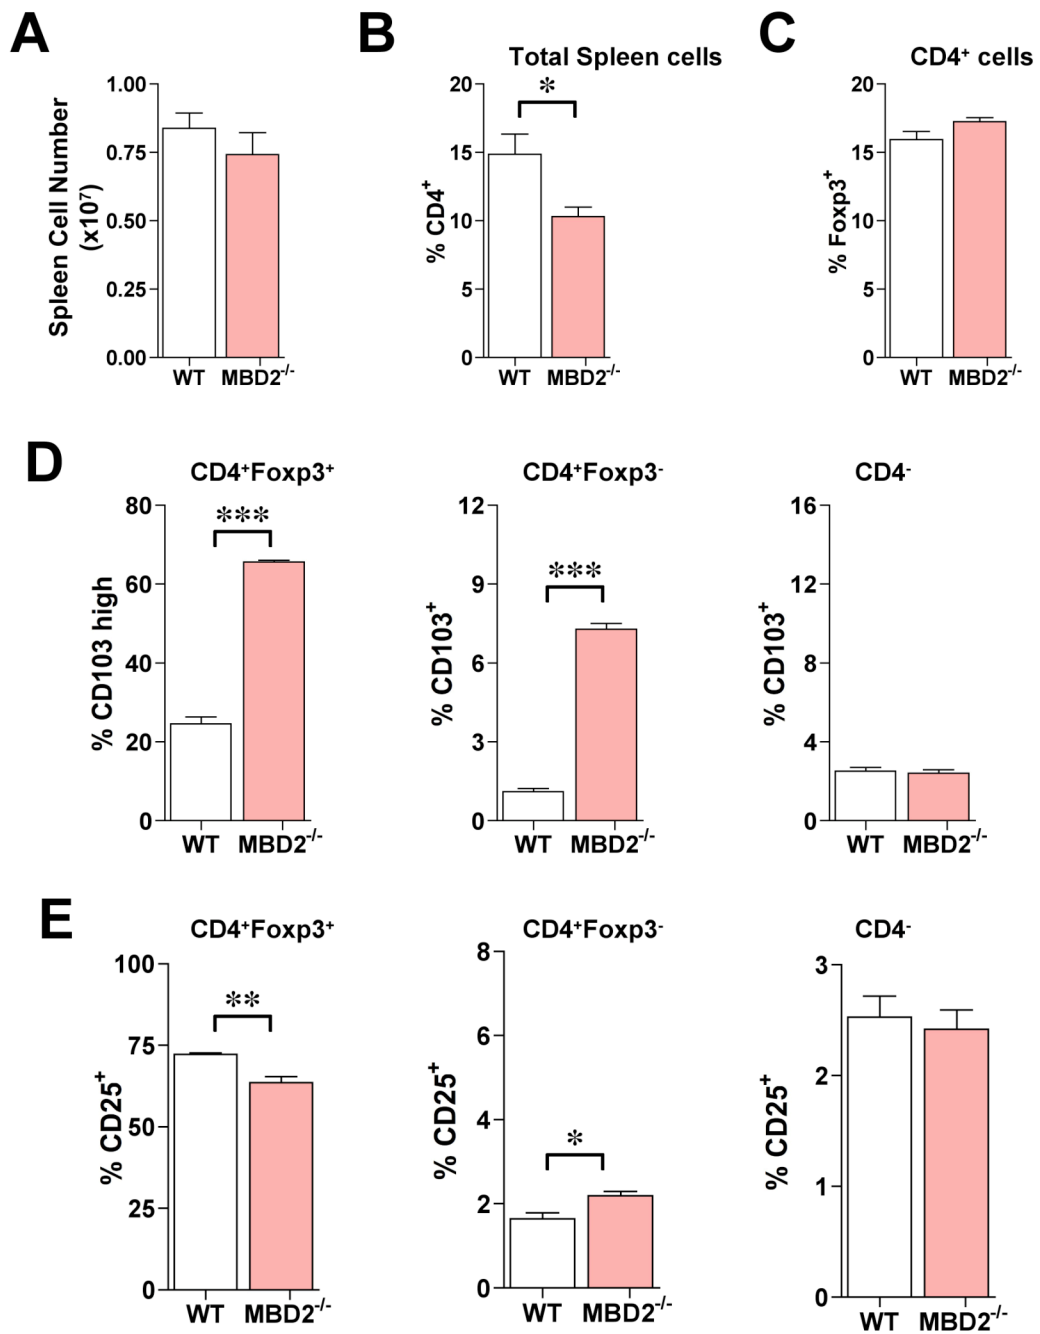 A
Spleen Cell Number
(x10⁷)
1.00
0.75
0.50
0.25
0.00
WT MBD2⁻/⁻
B
Total Spleen cells
% CD4⁺
20
15
10
5
0
*
WT MBD2⁻/⁻
C
CD4⁺ cells
% Foxp3⁺
20
15
10
5
0
WT MBD2⁻/⁻
D
CD4⁺Foxp3⁺
% CD103 high
80
60
40
20
0
***
WT MBD2⁻/⁻
CD4⁺Foxp3⁻
% CD103⁺
12
9
6
3
0
***
WT MBD2⁻/⁻
CD4⁻
% CD103⁺
16
12
8
4
0
WT MBD2⁻/⁻
E
CD4⁺Foxp3⁺
% CD25⁺
100
75
50
25
0
**
WT MBD2⁻/⁻
CD4⁺Foxp3⁻
% CD25⁺
8
6
4
2
0
*
WT MBD2⁻/⁻
CD4⁻
% CD25⁺
3
2
1
0
WT MBD2⁻/⁻